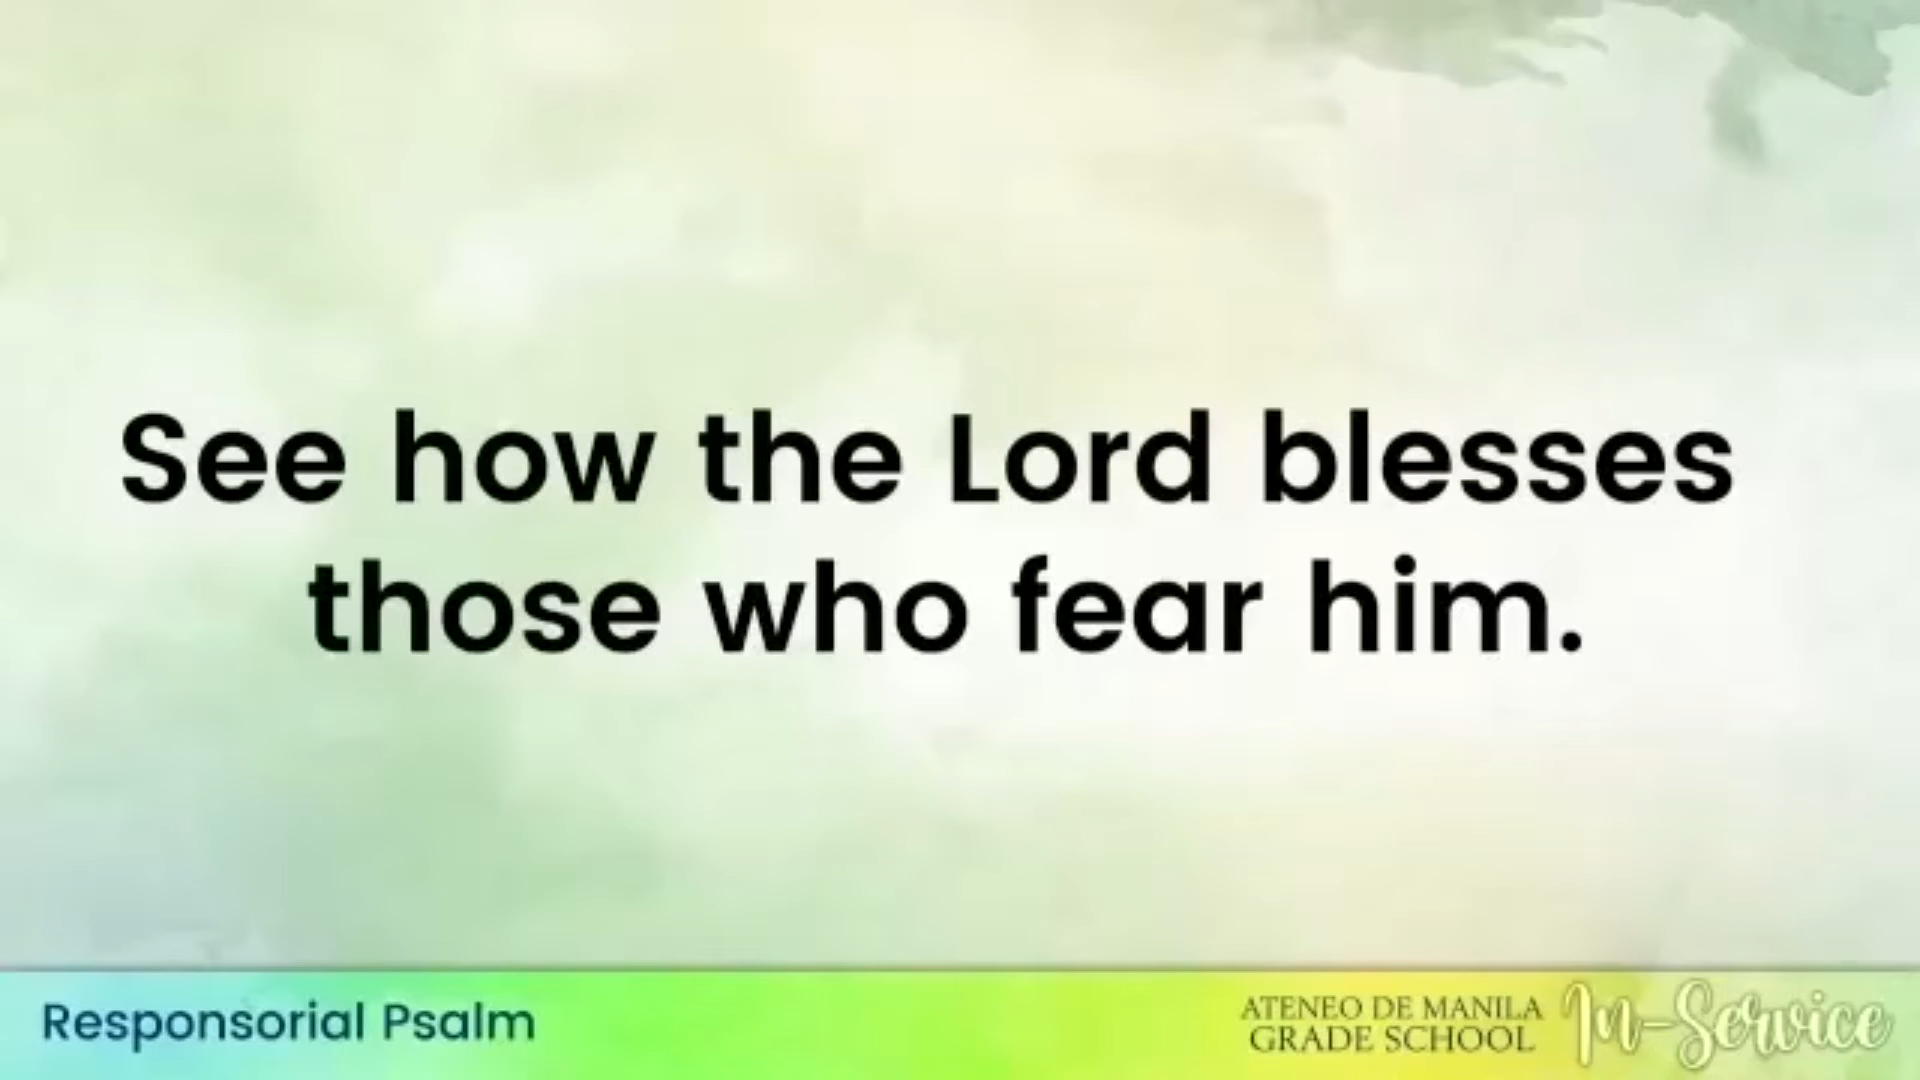 See how the Lord blesses
those who fear him.
Responsorial Psalm
ATENEO DE MANILA
GRADE SCHOOL
In-Service